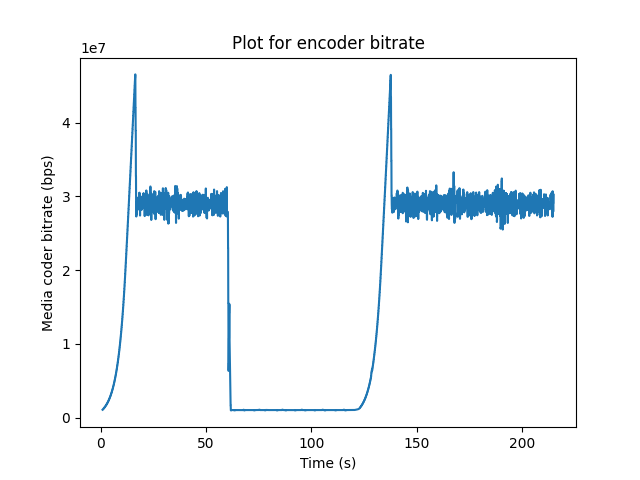 Plot for encoder bitrate
1e7
4
3
2
1
0
Media coder bitrate (bps)
0 50 100 150 200
Time (s)